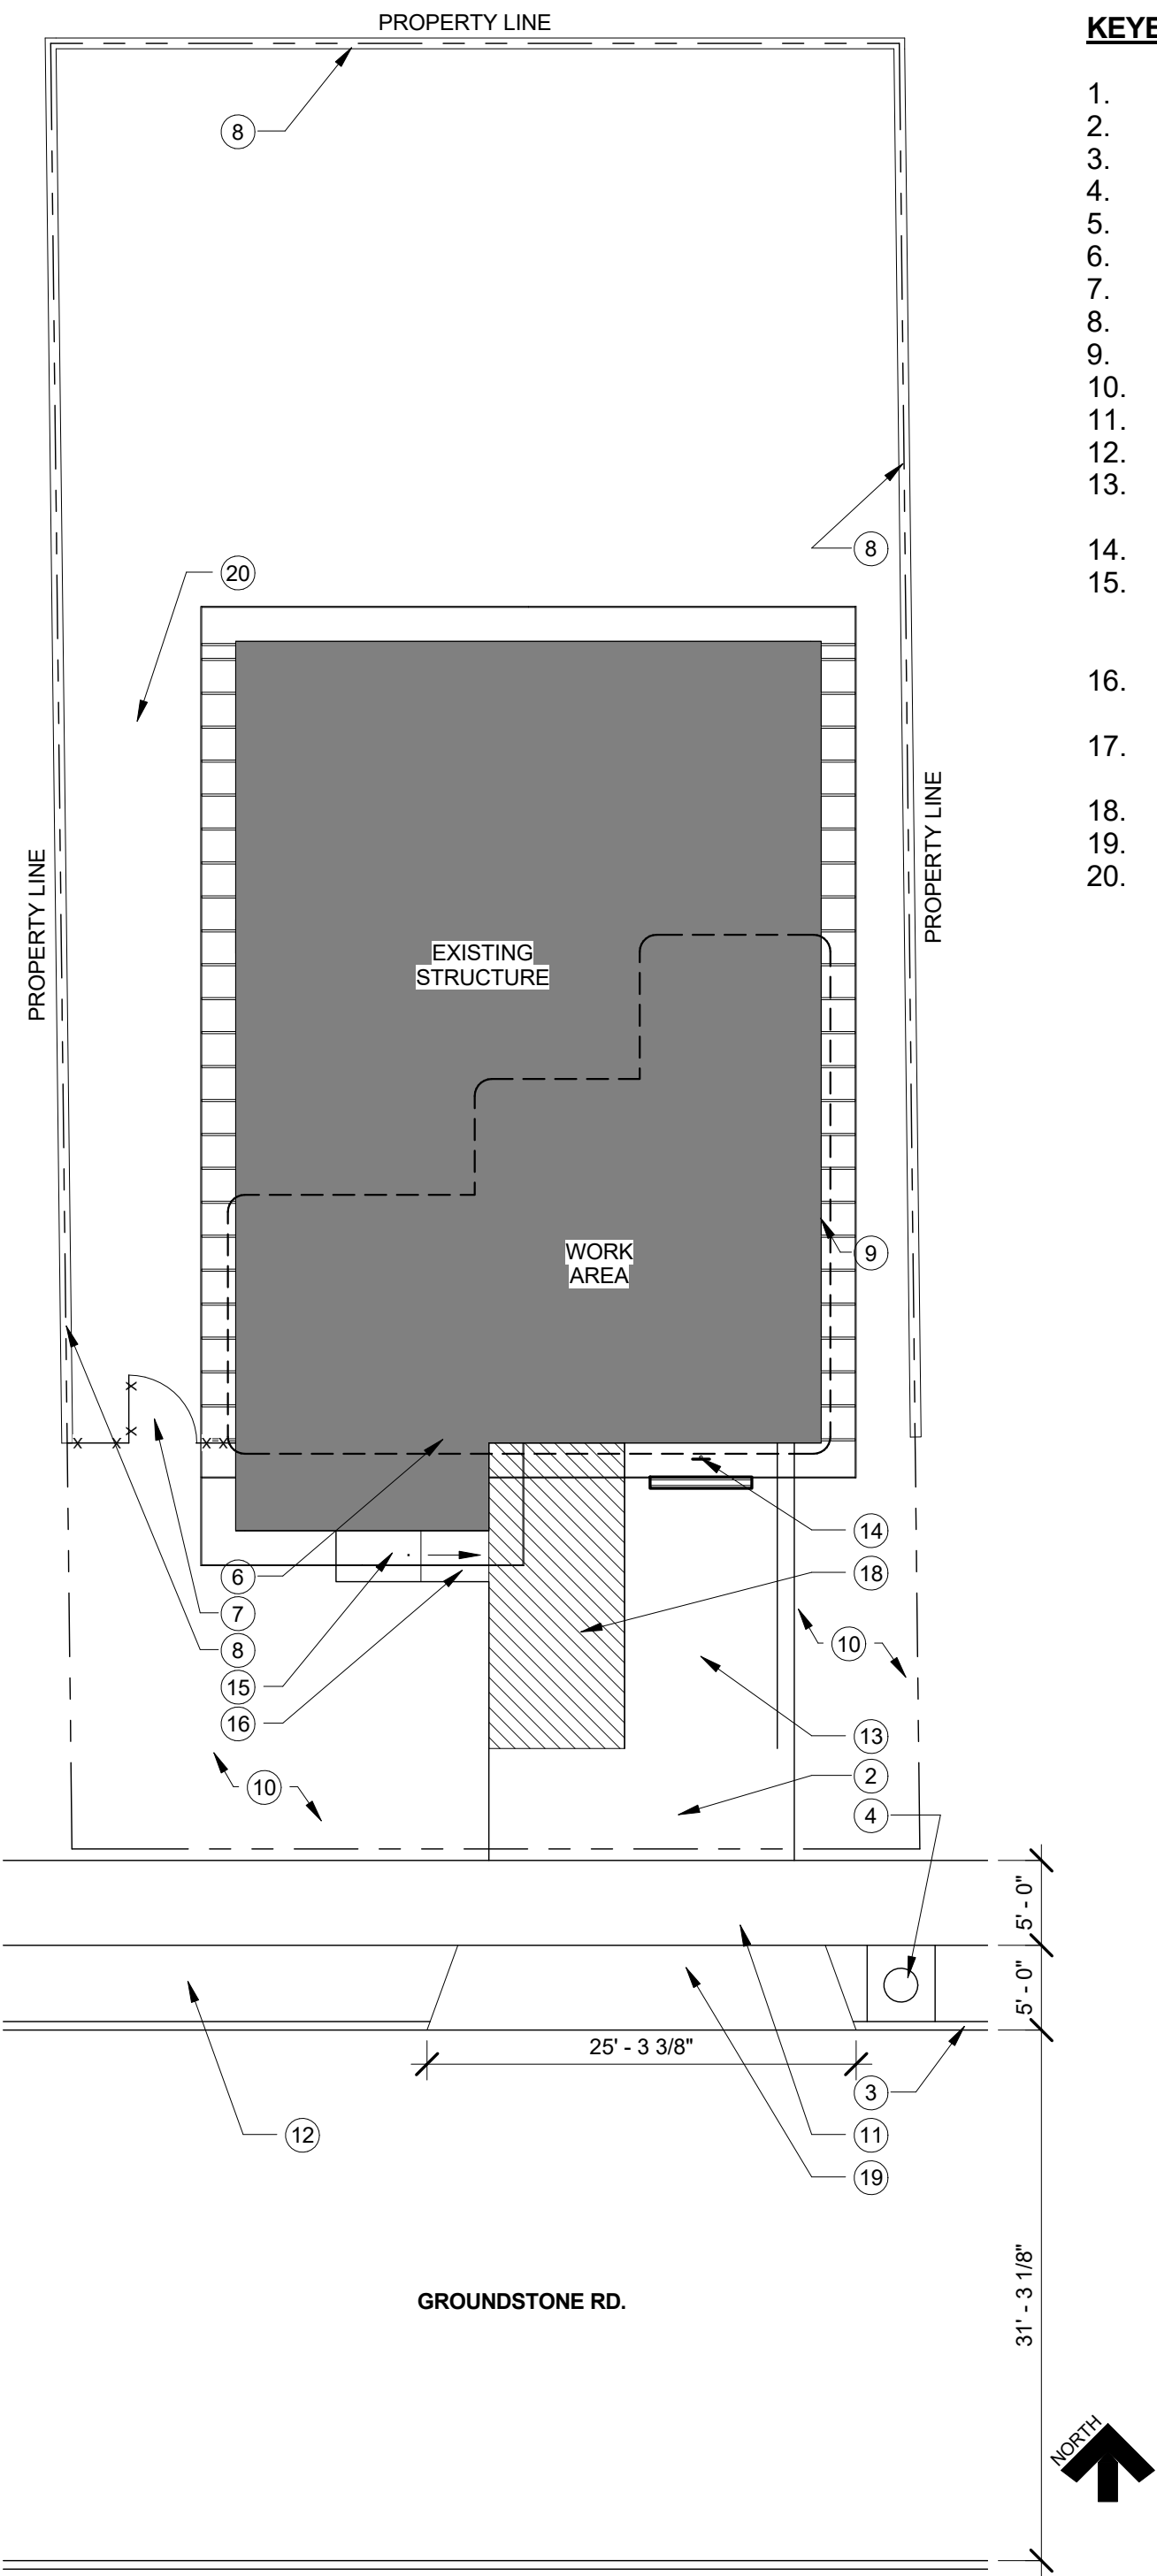 PROPERTY LINE
KEYE
1.
2.
3.
4.
5.
6.
7.
8.
9.
10.
11.
12.
13.
14.
15.
16.
17.
18.
19.
20.
8
8
20
PROPERTY LINE
PROPERTY LINE
EXISTING
STRUCTURE
WORK
AREA
9
X
X
X
X
X
X
14
6
18
7
8
10
15
16
13
10
2
4
5' - 0"
5' - 0"
25' - 3 3/8"
3
12
11
19
31' - 3 1/8"
GROUNDSTONE RD.
NORTH